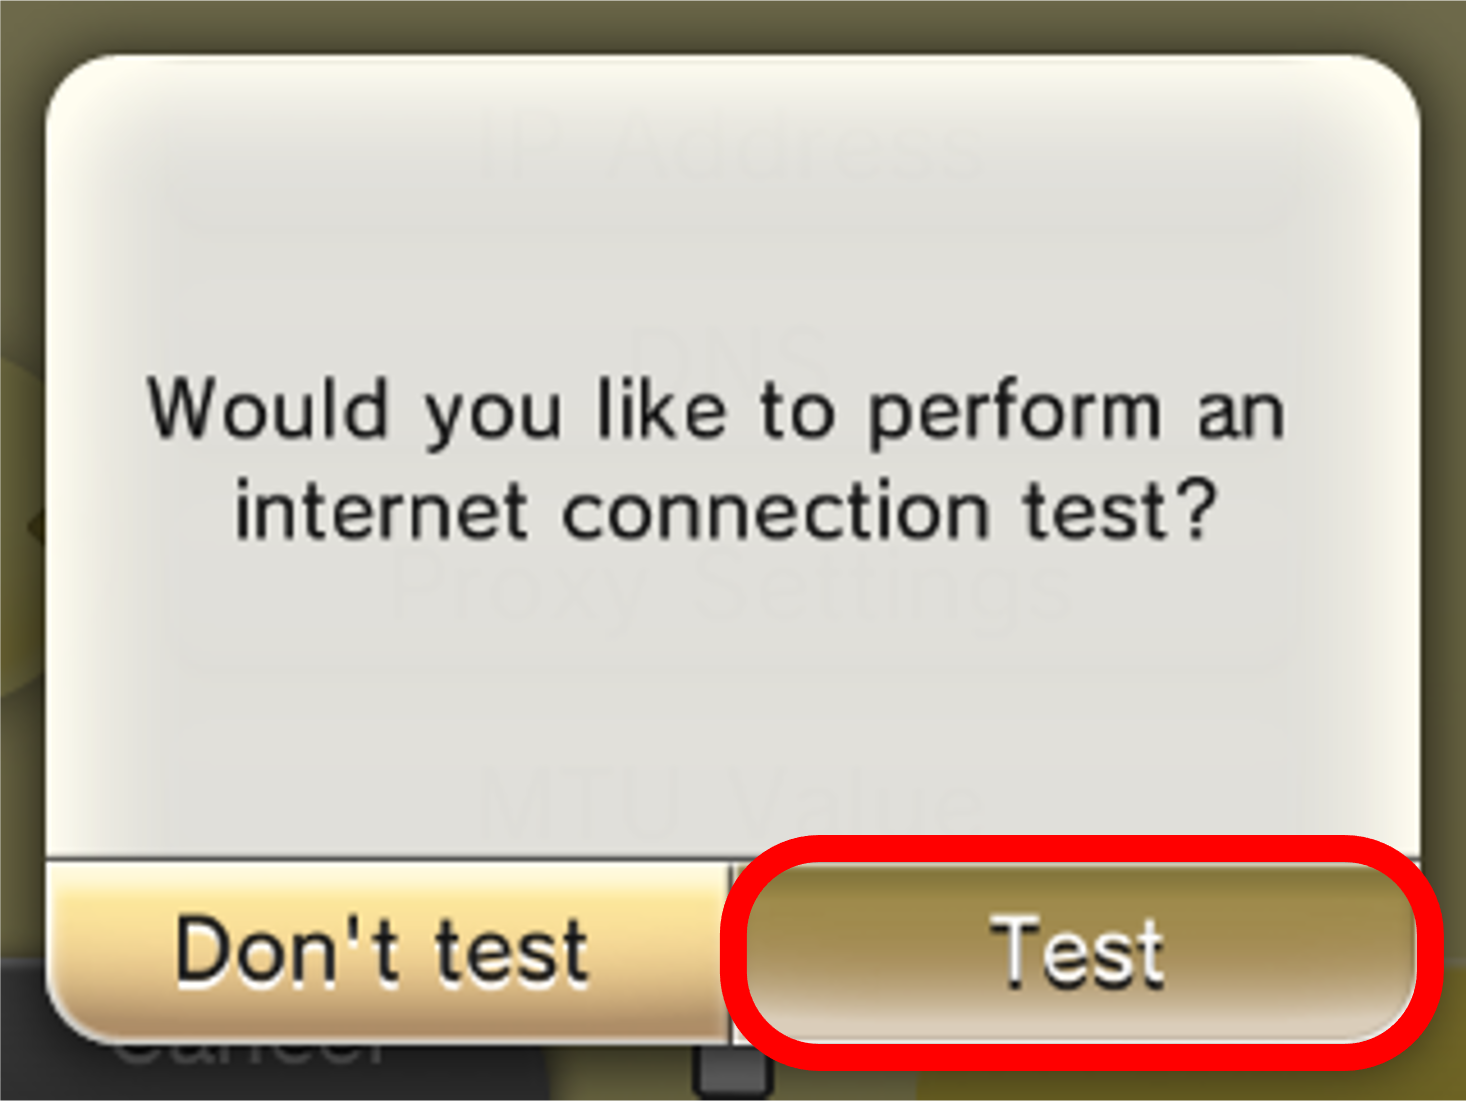 IP Address
DNS
Would you like to perform an
internet connection test?
Proxy Settings
MTU Value
Don't test
Test
Cancel